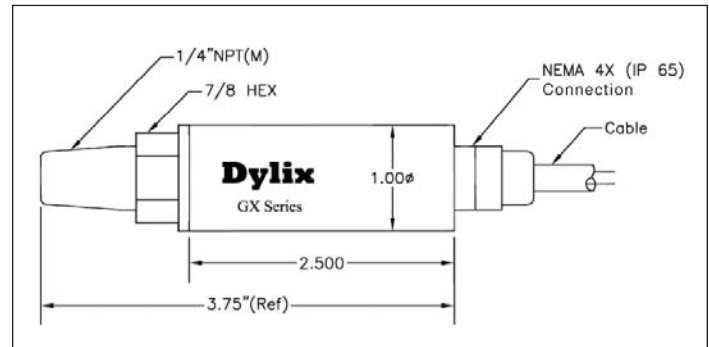 1/4"NPT(M)
7/8 HEX
NEMA 4X (IP 65)
Connection
Cable
Dylix
GX Series
1.00ø
2.500
3.75"(Ref)